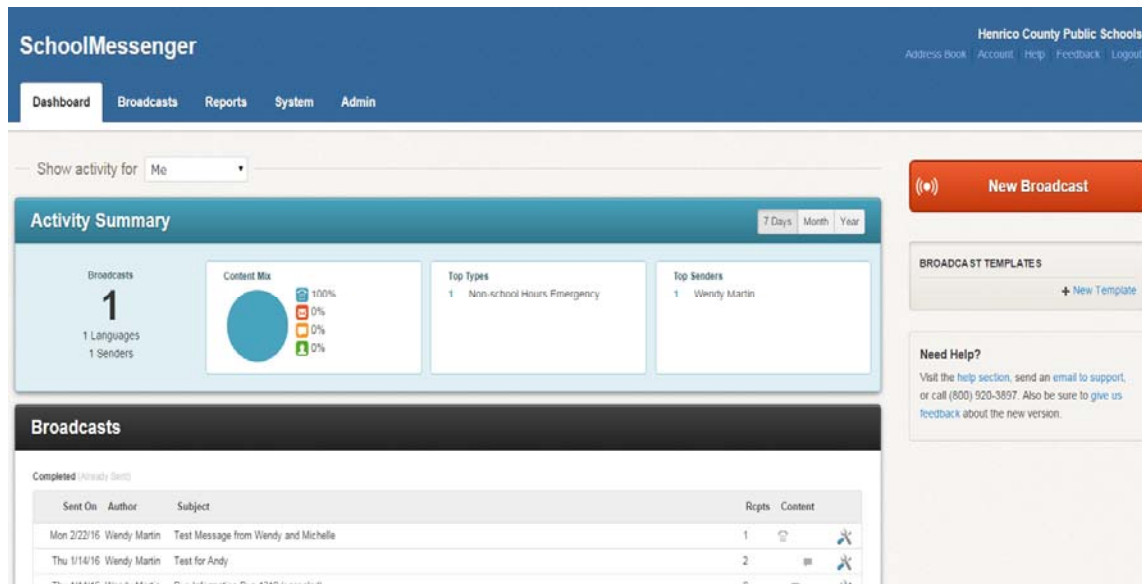 SchoolMessenger
Henrico County Public Schools
Address Book Account Help Feedback Logout
Dashboard Broadcasts Reports System Admin
Show activity for Me
New Broadcast
Activity Summary
7 Days Month Year
Broadcasts
1
1 Languages
1 Senders
Content Mix
100%
0%
0%
0%
Top Types
1 Non-school Hours Emergency
Top Senders
1 Wendy Martin
BROADCAST TEMPLATES
+ New Template
Need Help?
Visit the help section, send an email to support,
or call (800) 920-3897. Also be sure to give us
feedback about the new version.
Broadcasts
Completed (Already Sent)
Sent On Author Subject Rcpts Content
Mon 2/22/16 Wendy Martin Test Message from Wendy and Michelle 1
Thu 1/14/16 Wendy Martin Test for Andy 2